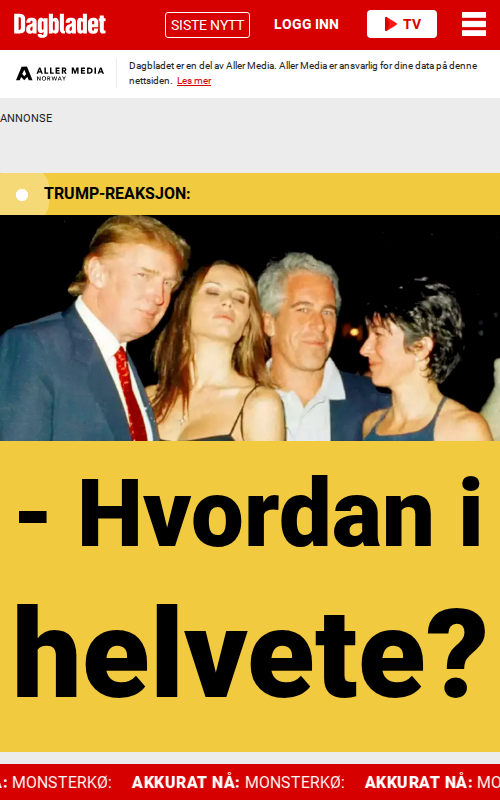 Dagbladet
SISTE NYTT
LOGG INN
TV
ALLER MEDIA
NORWAY
Dagbladet er en del av Aller Media. Aller Media er ansvarlig for dine data på denne
nettsiden. Les mer
ANNONSE
TRUMP-REAKSJON:
- Hvordan i
helvete?
: MONSTERKØ: AKKURAT NÅ: MONSTERKØ: AKKURAT NÅ: MO